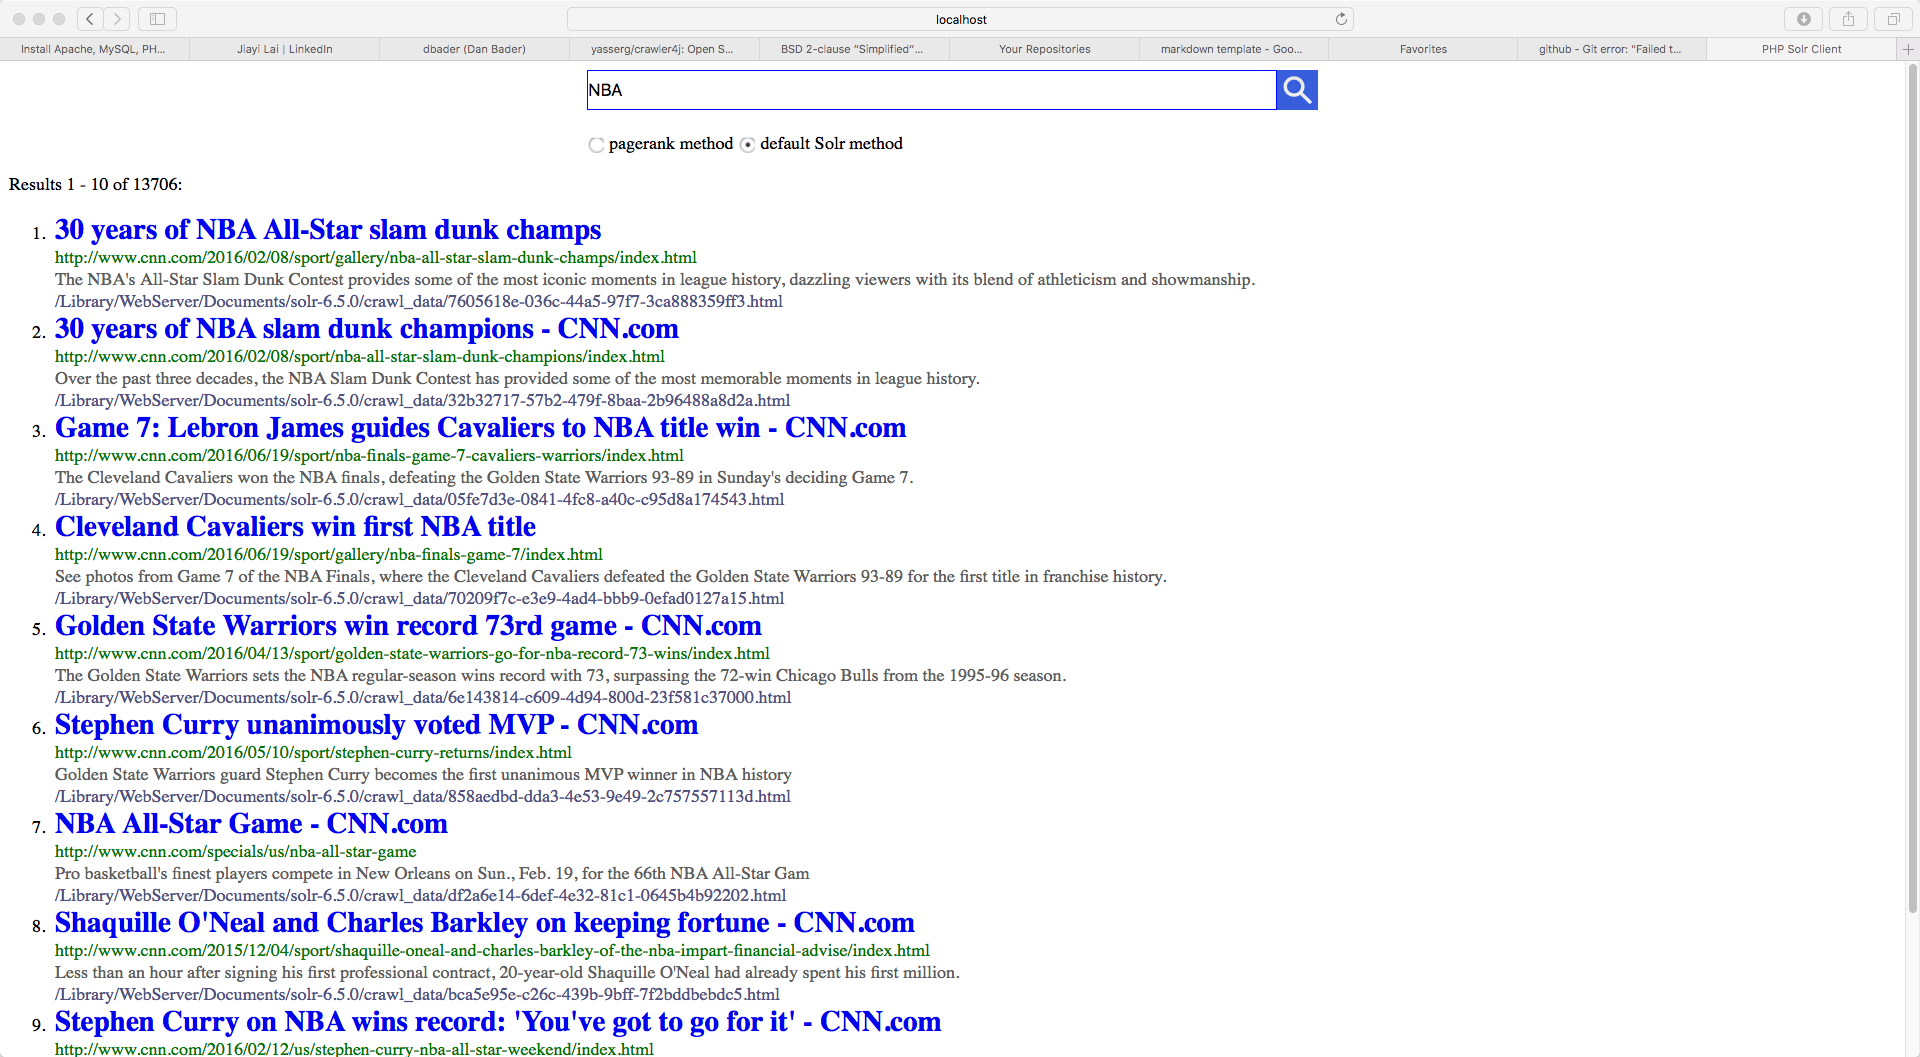 localhost
Install Apache, MySQL, PH...
Jiayi Lai | LinkedIn
dbader (Dan Bader)
yasserg/crawler4j: Open S...
BSD 2-clause "Simplified"...
Your Repositories
markdown template - Goo...
Favorites
github - Git error: "Failed t...
PHP Solr Client
NBA
pagerank method default Solr method
Results 1 - 10 of 13706:
1. 30 years of NBA All-Star slam dunk champs
http://www.cnn.com/2016/02/08/sport/gallery/nba-all-star-slam-dunk-champs/index.html
The NBA's All-Star Slam Dunk Contest provides some of the most iconic moments in league history, dazzling viewers with its blend of athleticism and showmanship.
/Library/WebServer/Documents/solr-6.5.0/crawl_data/7605618e-036c-44a5-97f7-3ca888359ff3.html
2. 30 years of NBA slam dunk champions - CNN.com
http://www.cnn.com/2016/02/08/sport/nba-all-star-slam-dunk-champions/index.html
Over the past three decades, the NBA Slam Dunk Contest has provided some of the most memorable moments in league history.
/Library/WebServer/Documents/solr-6.5.0/crawl_data/32b32717-57b2-479f-8baa-2b96488a8d2a.html
3. Game 7: Lebron James guides Cavaliers to NBA title win - CNN.com
http://www.cnn.com/2016/06/19/sport/nba-finals-game-7-cavaliers-warriors/index.html
The Cleveland Cavaliers won the NBA finals, defeating the Golden State Warriors 93-89 in Sunday's deciding Game 7.
/Library/WebServer/Documents/solr-6.5.0/crawl_data/05fe7d3e-0841-4fc8-a40c-c95d8a174543.html
4. Cleveland Cavaliers win first NBA title
http://www.cnn.com/2016/06/19/sport/gallery/nba-finals-game-7/index.html
See photos from Game 7 of the NBA Finals, where the Cleveland Cavaliers defeated the Golden State Warriors 93-89 for the first title in franchise history.
/Library/WebServer/Documents/solr-6.5.0/crawl_data/70209f7c-e3e9-4ad4-bbb9-0efad0127a15.html
5. Golden State Warriors win record 73rd game - CNN.com
http://www.cnn.com/2016/04/13/sport/golden-state-warriors-go-for-nba-record-73-wins/index.html
The Golden State Warriors sets the NBA regular-season wins record with 73, surpassing the 72-win Chicago Bulls from the 1995-96 season.
/Library/WebServer/Documents/solr-6.5.0/crawl_data/6e143814-c609-4d94-800d-23f581c37000.html
6. Stephen Curry unanimously voted MVP - CNN.com
http://www.cnn.com/2016/05/10/sport/stephen-curry-returns/index.html
Golden State Warriors guard Stephen Curry becomes the first unanimous MVP winner in NBA history
/Library/WebServer/Documents/solr-6.5.0/crawl_data/858aedbd-dda3-4e53-9e49-2c757557113d.html
7. NBA All-Star Game - CNN.com
http://www.cnn.com/specials/us/nba-all-star-game
Pro basketball's finest players compete in New Orleans on Sun., Feb. 19, for the 66th NBA All-Star Gam
/Library/WebServer/Documents/solr-6.5.0/crawl_data/df2a6e14-6def-4e32-81c1-0645b4b92202.html
8. Shaquille O'Neal and Charles Barkley on keeping fortune - CNN.com
http://www.cnn.com/2015/12/04/sport/shaquille-oneal-and-charles-barkley-of-the-nba-impart-financial-advise/index.html
Less than an hour after signing his first professional contract, 20-year-old Shaquille O'Neal had already spent his first million.
/Library/WebServer/Documents/solr-6.5.0/crawl_data/bca5e95e-c26c-439b-9bff-7f2bddbebdc5.html
9. Stephen Curry on NBA wins record: 'You've got to go for it' - CNN.com
http://www.cnn.com/2016/02/12/us/stephen-curry-nba-all-star-weekend/index.html